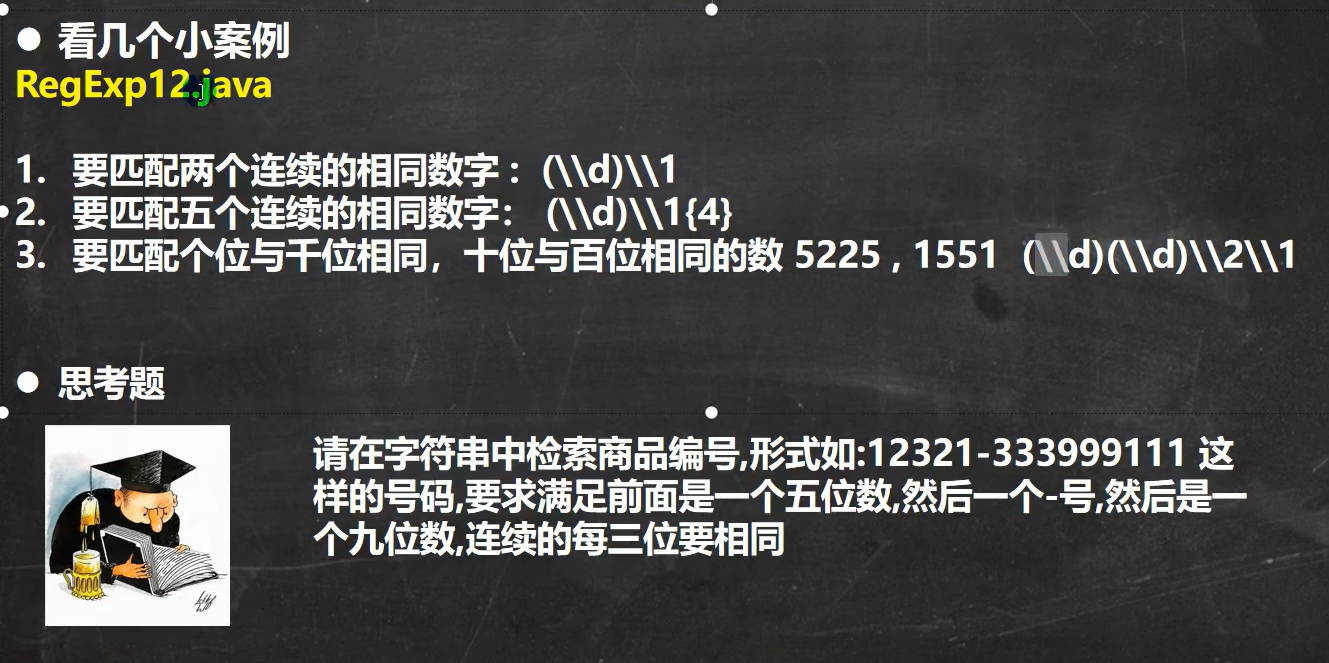 ● 看几个小案例
RegExp12.java
1. 要匹配两个连续的相同数字 : (\\d)\\1
2. 要匹配五个连续的相同数字: (\\d)\\1{4}
3. 要匹配个位与千位相同，十位与百位相同的数 5225 , 1551 (\\d)(\\d)\\2\\1
● 思考题
请在字符串中检索商品编号,形式如:12321-333999111 这
样的号码,要求满足前面是一个五位数,然后一个-号,然后是一
个九位数,连续的每三位要相同